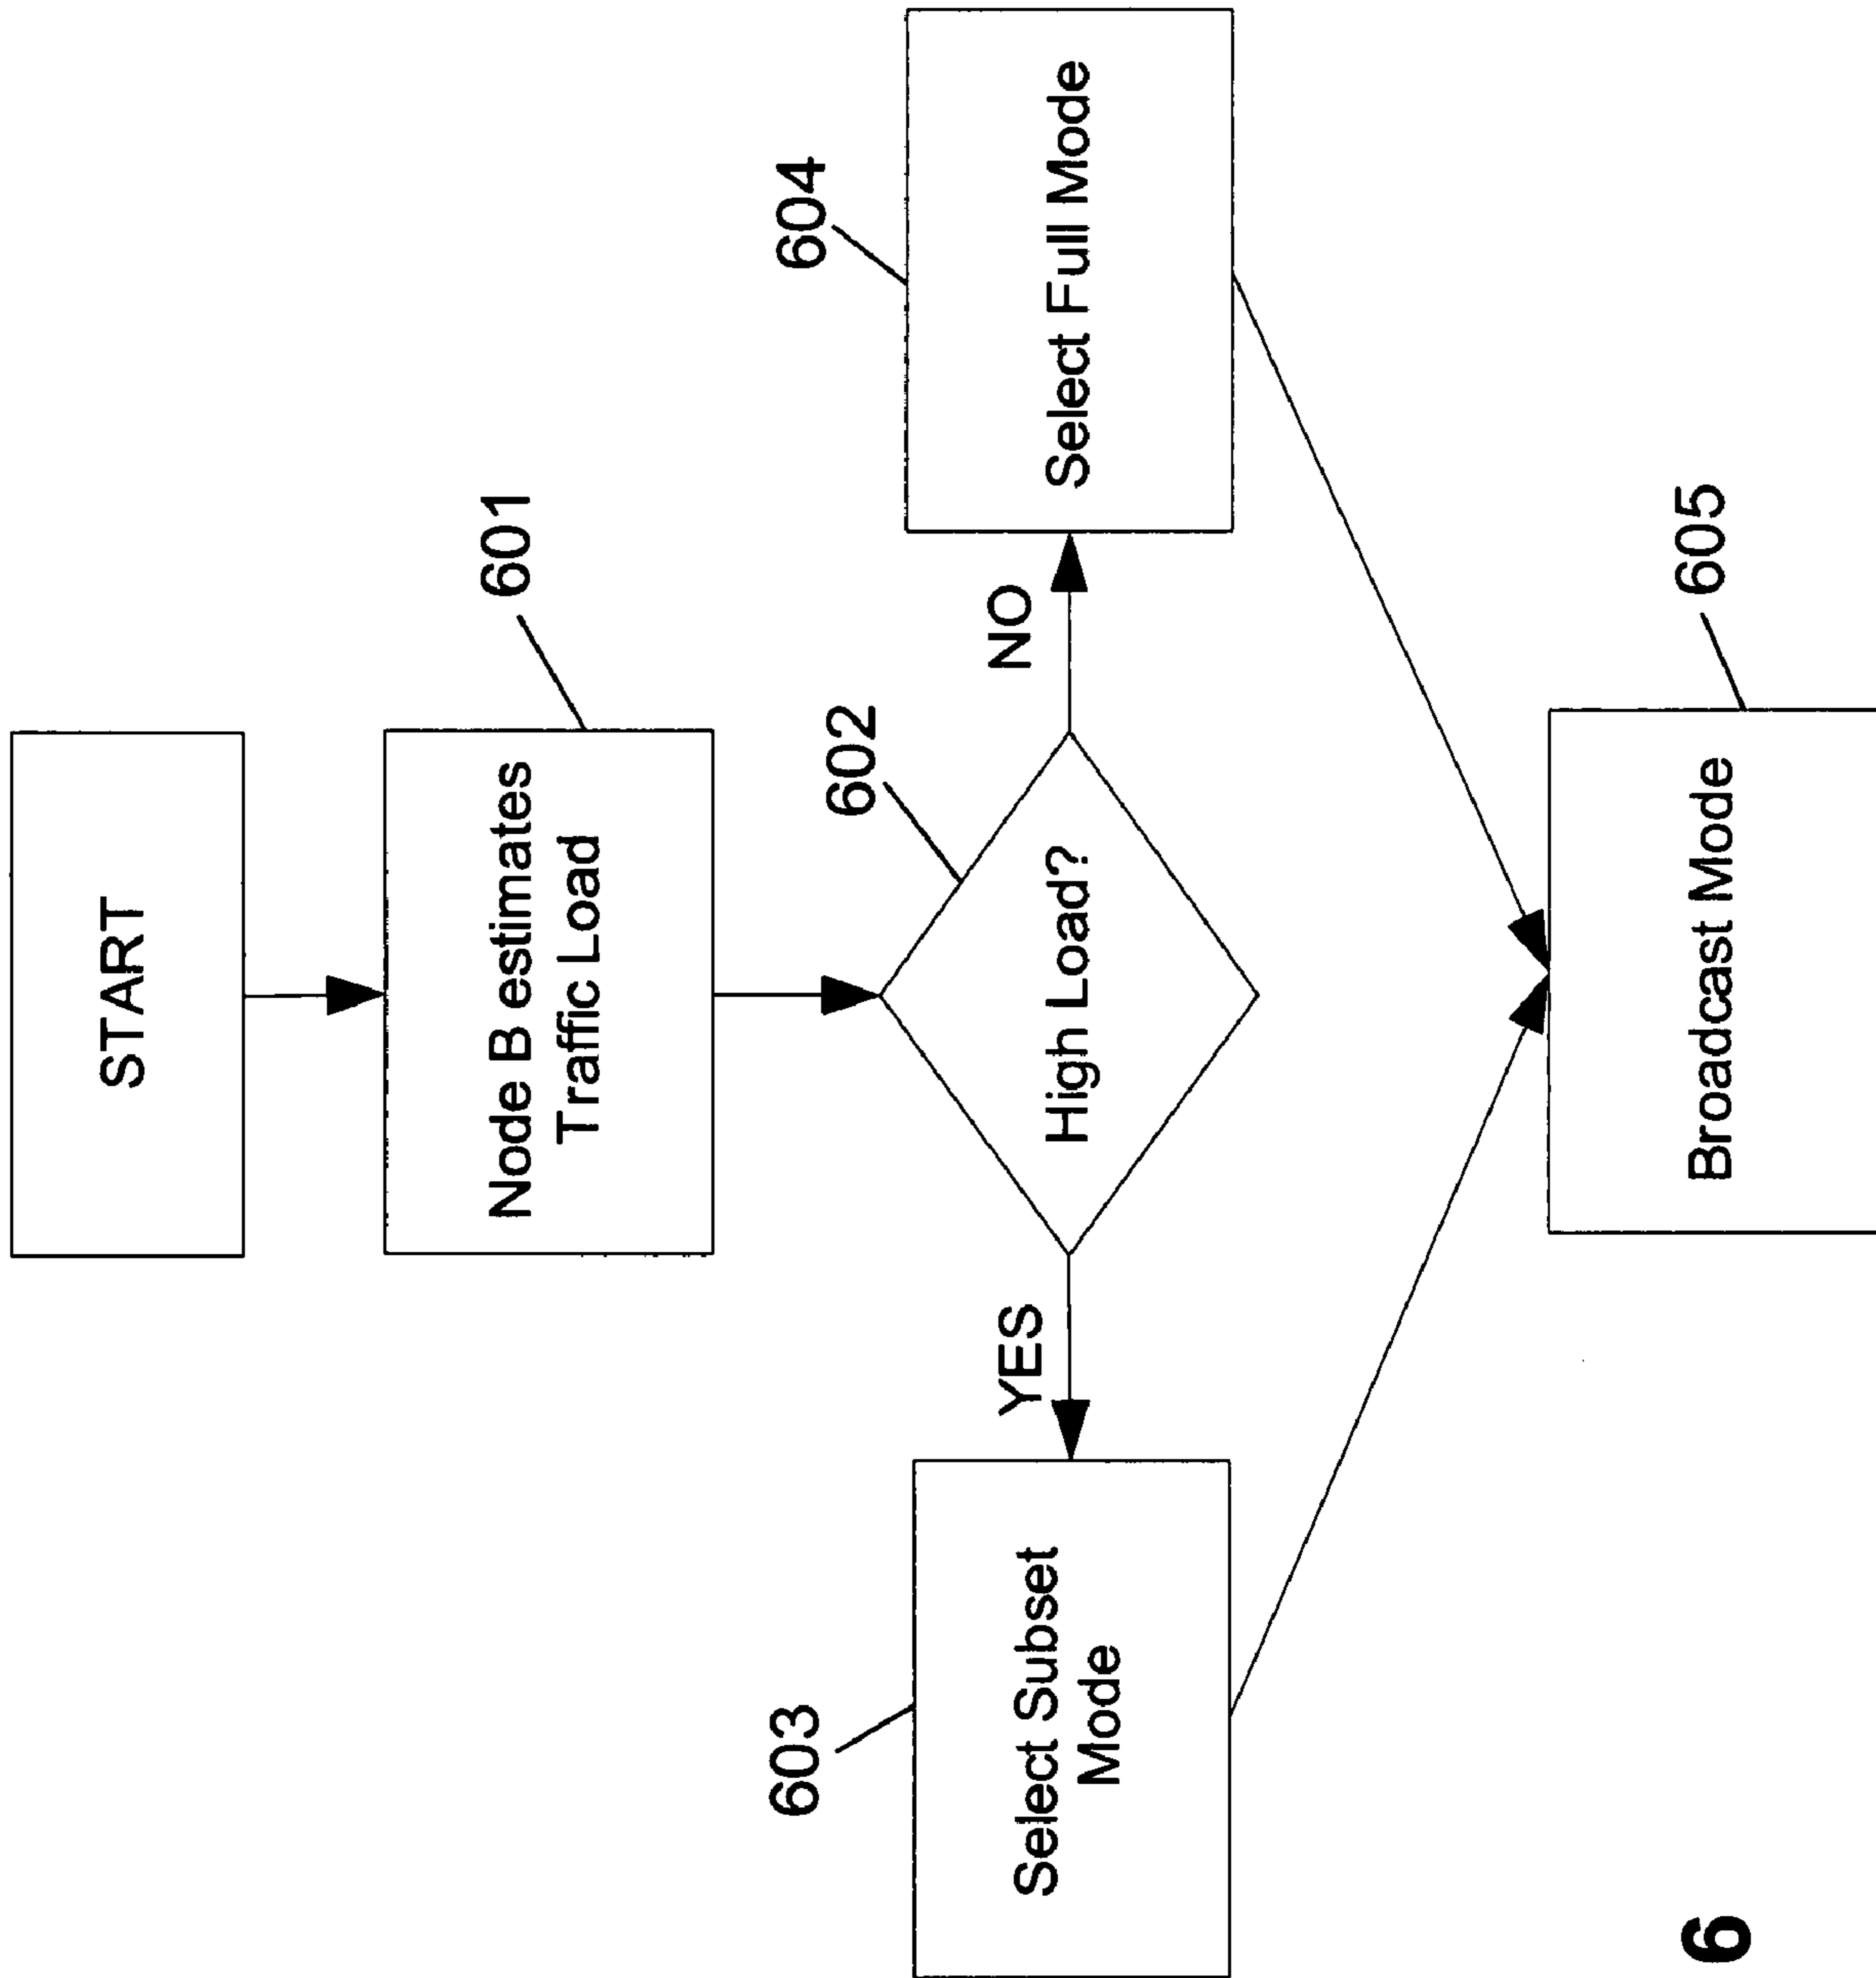 START
601
Node B estimates
Traffic Load
602
High Load?
YES
NO
603
Select Subset
Mode
604
Select Full Mode
605
Broadcast Mode
6